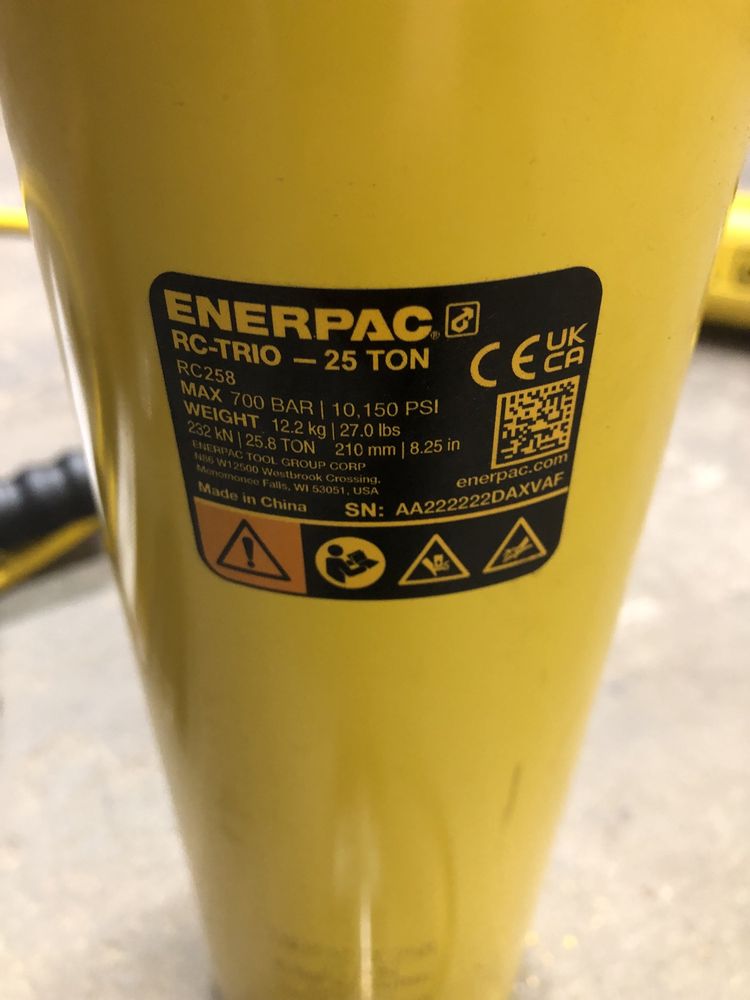 ENERPAC®
RC-TRIO — 25 TON
RC258
MAX 700 BAR | 10,150 PSI
WEIGHT 12.2 kg | 27.0 lbs
232 kN | 25.8 TON 210 mm | 8.25 in
ENERPAC TOOL GROUP CORP
N86 W12500 Westbrook Crossing,
Menomonee Falls, WI 53051, USA
Made in China
CE UK
CA
enerpac.com
SN: AA222222DAXVAF